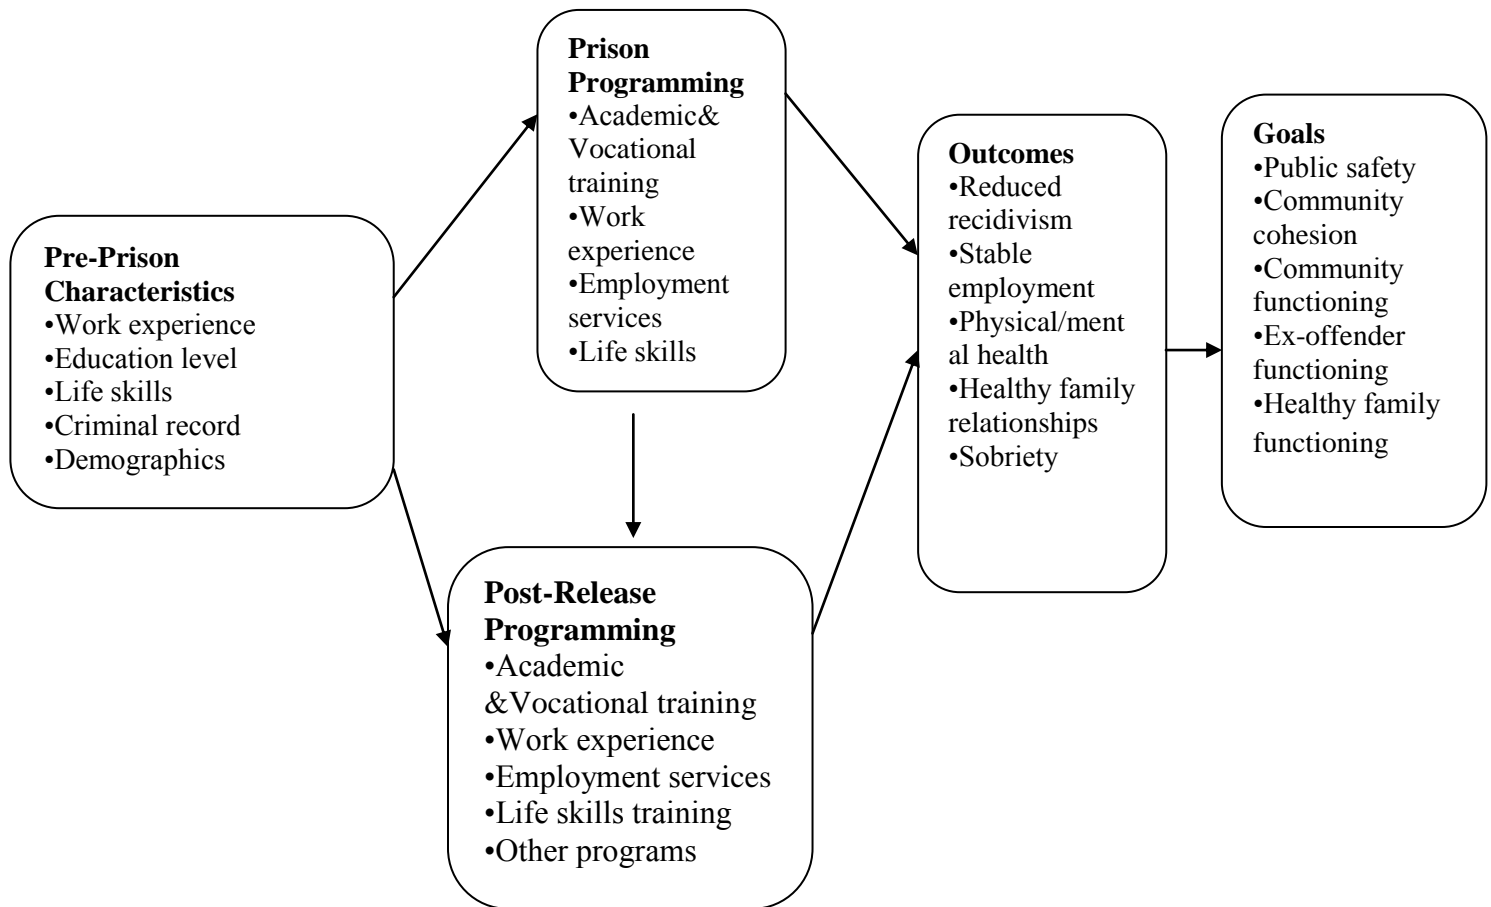 Pre-Prison
Characteristics
•Work experience
•Education level
•Life skills
•Criminal record
•Demographics
Prison
Programming
•Academic&
Vocational
training
•Work
experience
•Employment
services
•Life skills
Post-Release
Programming
•Academic
&Vocational training
•Work experience
•Employment services
•Life skills training
•Other programs
Outcomes
•Reduced
recidivism
•Stable
employment
•Physical/ment
al health
•Healthy family
relationships
•Sobriety
Goals
•Public safety
•Community
cohesion
•Community
functioning
•Ex-offender
functioning
•Healthy family
functioning